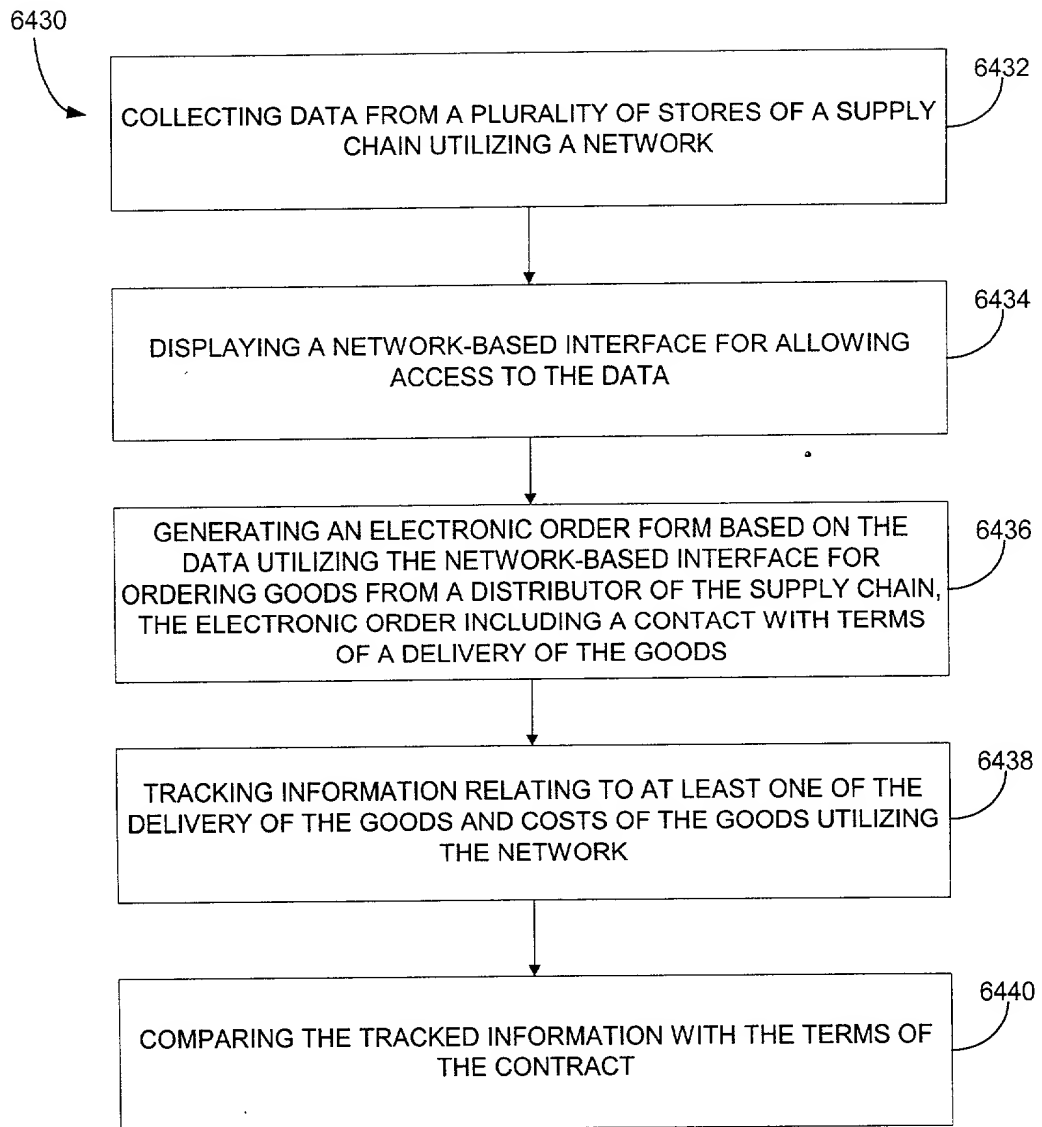 6430
6432
COLLECTING DATA FROM A PLURALITY OF STORES OF A SUPPLY
CHAIN UTILIZING A NETWORK
6434
DISPLAYING A NETWORK-BASED INTERFACE FOR ALLOWING
ACCESS TO THE DATA
6436
GENERATING AN ELECTRONIC ORDER FORM BASED ON THE
DATA UTILIZING THE NETWORK-BASED INTERFACE FOR
ORDERING GOODS FROM A DISTRIBUTOR OF THE SUPPLY CHAIN,
THE ELECTRONIC ORDER INCLUDING A CONTACT WITH TERMS
OF A DELIVERY OF THE GOODS
6438
TRACKING INFORMATION RELATING TO AT LEAST ONE OF THE
DELIVERY OF THE GOODS AND COSTS OF THE GOODS UTILIZING
THE NETWORK
6440
COMPARING THE TRACKED INFORMATION WITH THE TERMS OF
THE CONTRACT